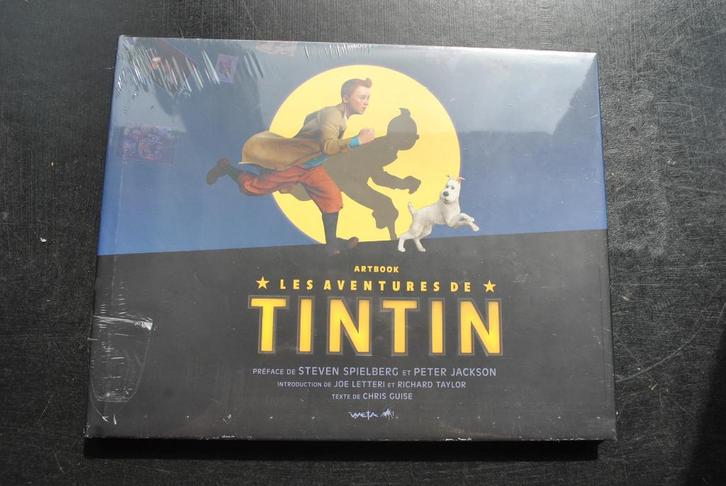 ARTBOOK
★ LES AVENTURES DE ★
TINTIN
PRÉFACE DE STEVEN SPIELBERG ET PETER JACKSON
INTRODUCTION DE JOE LETTERI ET RICHARD TAYLOR
TEXTE DE CHRIS GUISE
WETA